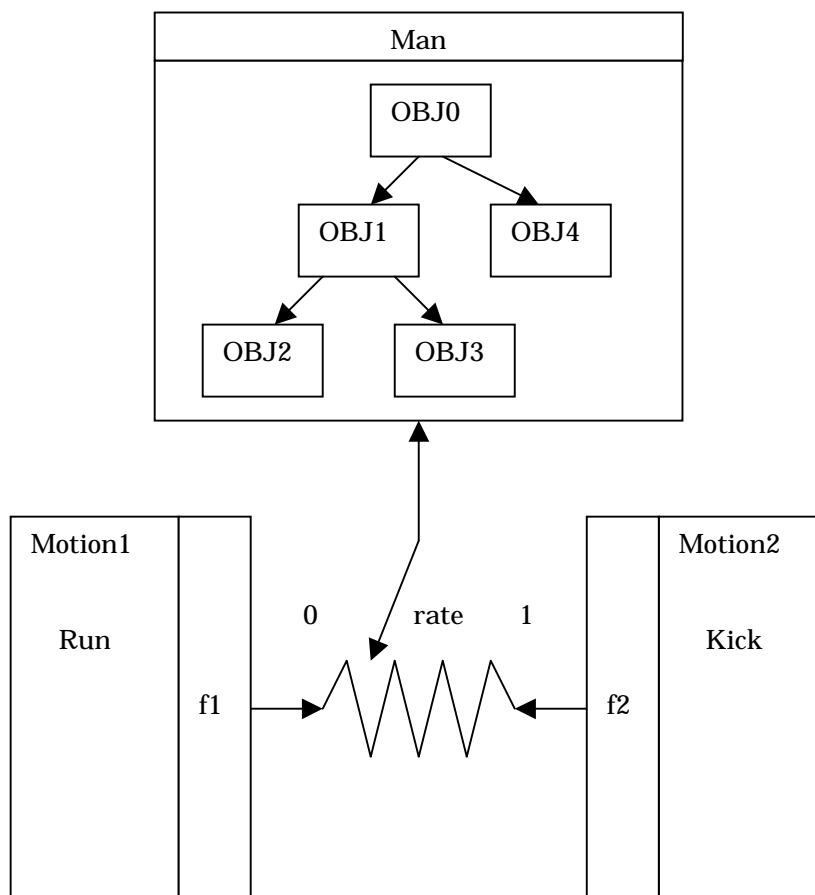 Man
OBJ0
OBJ1 OBJ4
OBJ2 OBJ3
Motion1 Motion2
0 rate 1
Run Kick
f1 f2